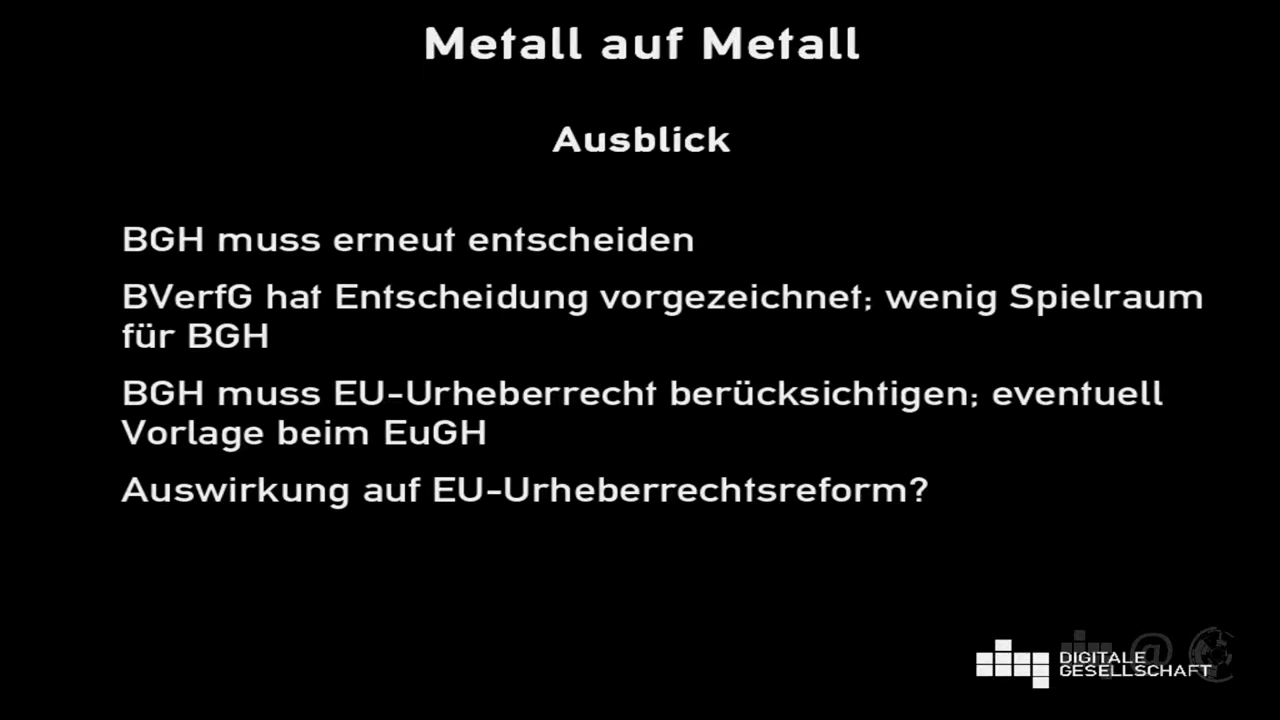 Metall auf Metall
Ausblick
BGH muss erneut entscheiden
BVerfG hat Entscheidung vorgezeichnet; wenig Spielraum
für BGH
BGH muss EU-Urheberrecht berücksichtigen; eventuell
Vorlage beim EuGH
Auswirkung auf EU-Urheberrechtsreform?
DIGITALE
GESELLSCHAFT
@